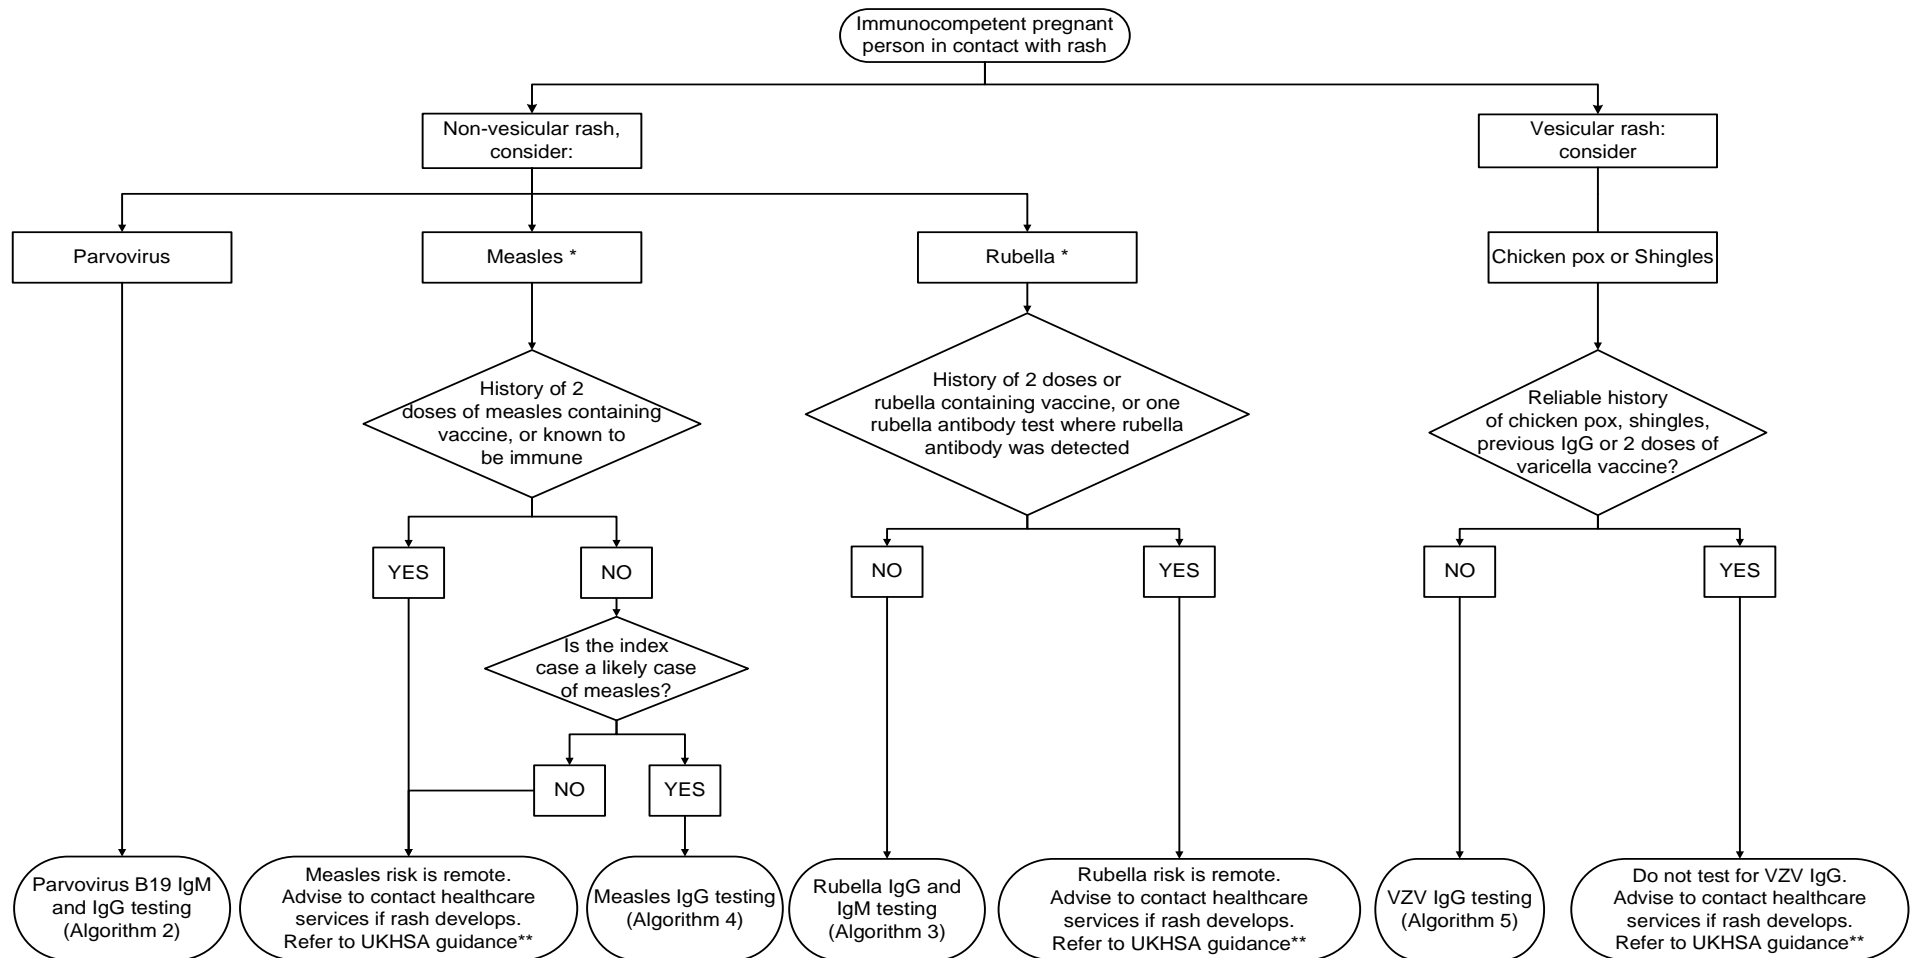 Immunocompetent pregnant
person in contact with rash
Non-vesicular rash,
consider:
Vesicular rash:
consider
Parvovirus
Measles *
Rubella *
Chicken pox or Shingles
History of 2
doses of measles containing
vaccine, or known to
be immune
History of 2 doses or
rubella containing vaccine, or one
rubella antibody test where rubella
antibody was detected
Reliable history
of chicken pox, shingles,
previous IgG or 2 doses of
varicella vaccine?
YES
NO
NO
YES
NO
YES
Is the index
case a likely case
of measles?
NO
YES
Parvovirus B19 IgM
and IgG testing
(Algorithm 2)
Measles risk is remote.
Advise to contact healthcare
services if rash develops.
Refer to UKHSA guidance**
Measles IgG testing
(Algorithm 4)
Rubella IgG and
IgM testing
(Algorithm 3)
Rubella risk is remote.
Advise to contact healthcare
services if rash develops.
Refer to UKHSA guidance**
VZV IgG testing
(Algorithm 5)
Do not test for VZV IgG.
Advise to contact healthcare
services if rash develops.
Refer to UKHSA guidance**